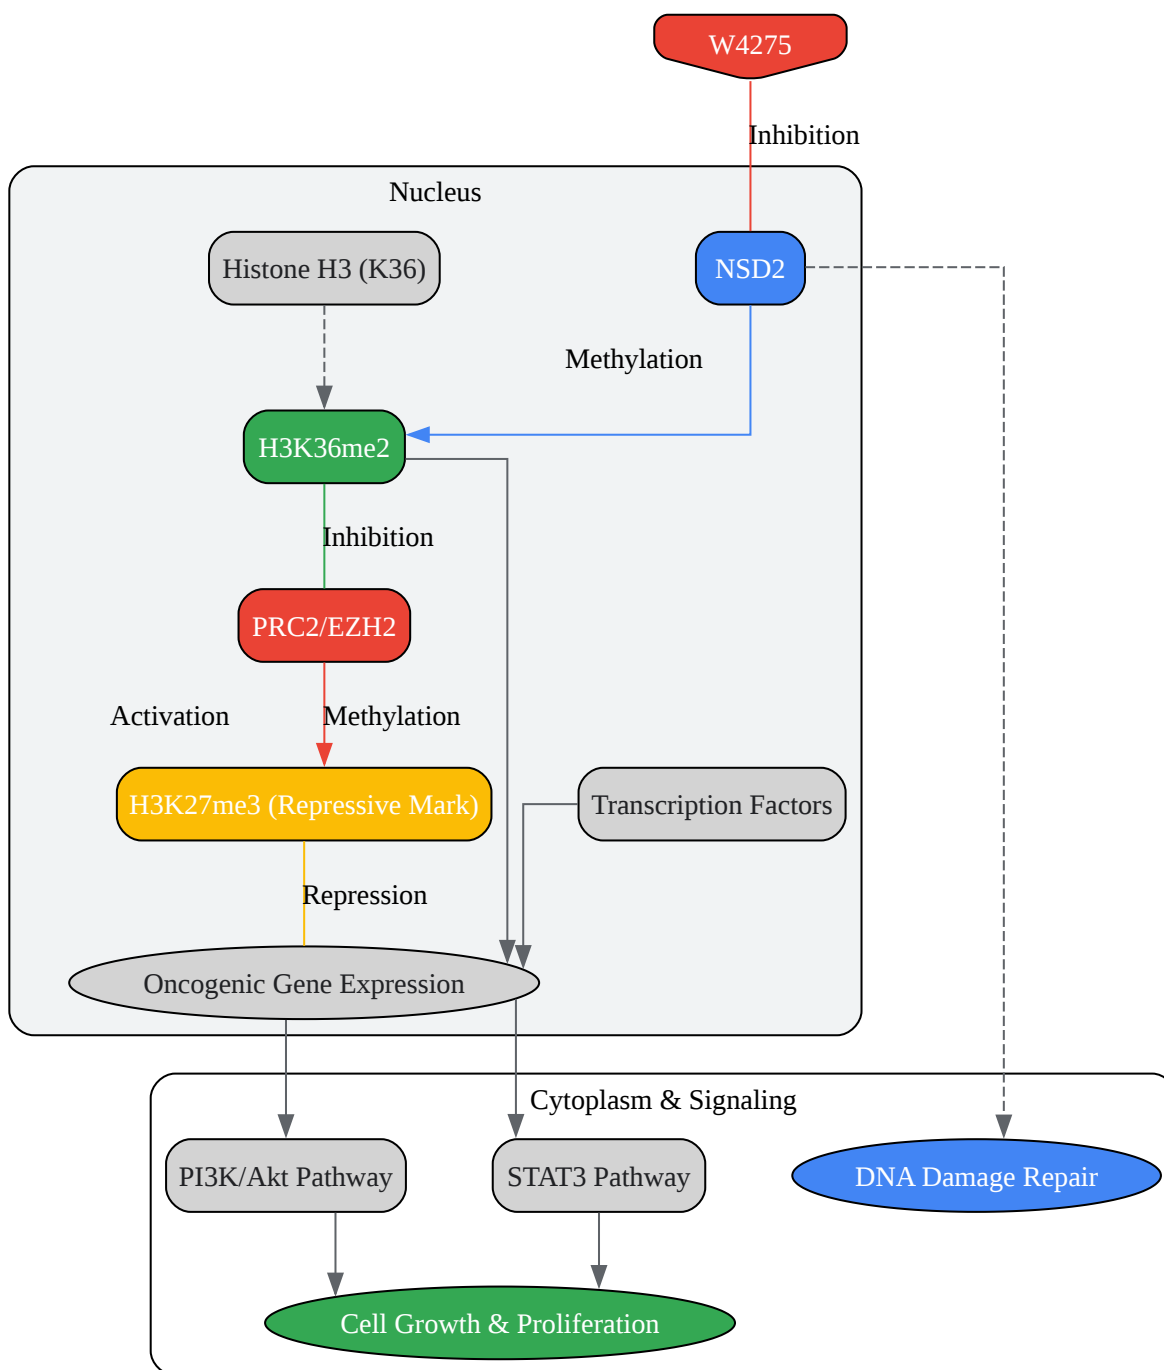 W4275
Inhibition
Nucleus
Histone H3 (K36)
NSD2
Methylation
H3K36me2
Inhibition
PRC2/EZH2
Activation
Methylation
H3K27me3 (Repressive Mark)
Transcription Factors
Repression
Oncogenic Gene Expression
Cytoplasm & Signaling
PI3K/Akt Pathway
STAT3 Pathway
DNA Damage Repair
Cell Growth & Proliferation